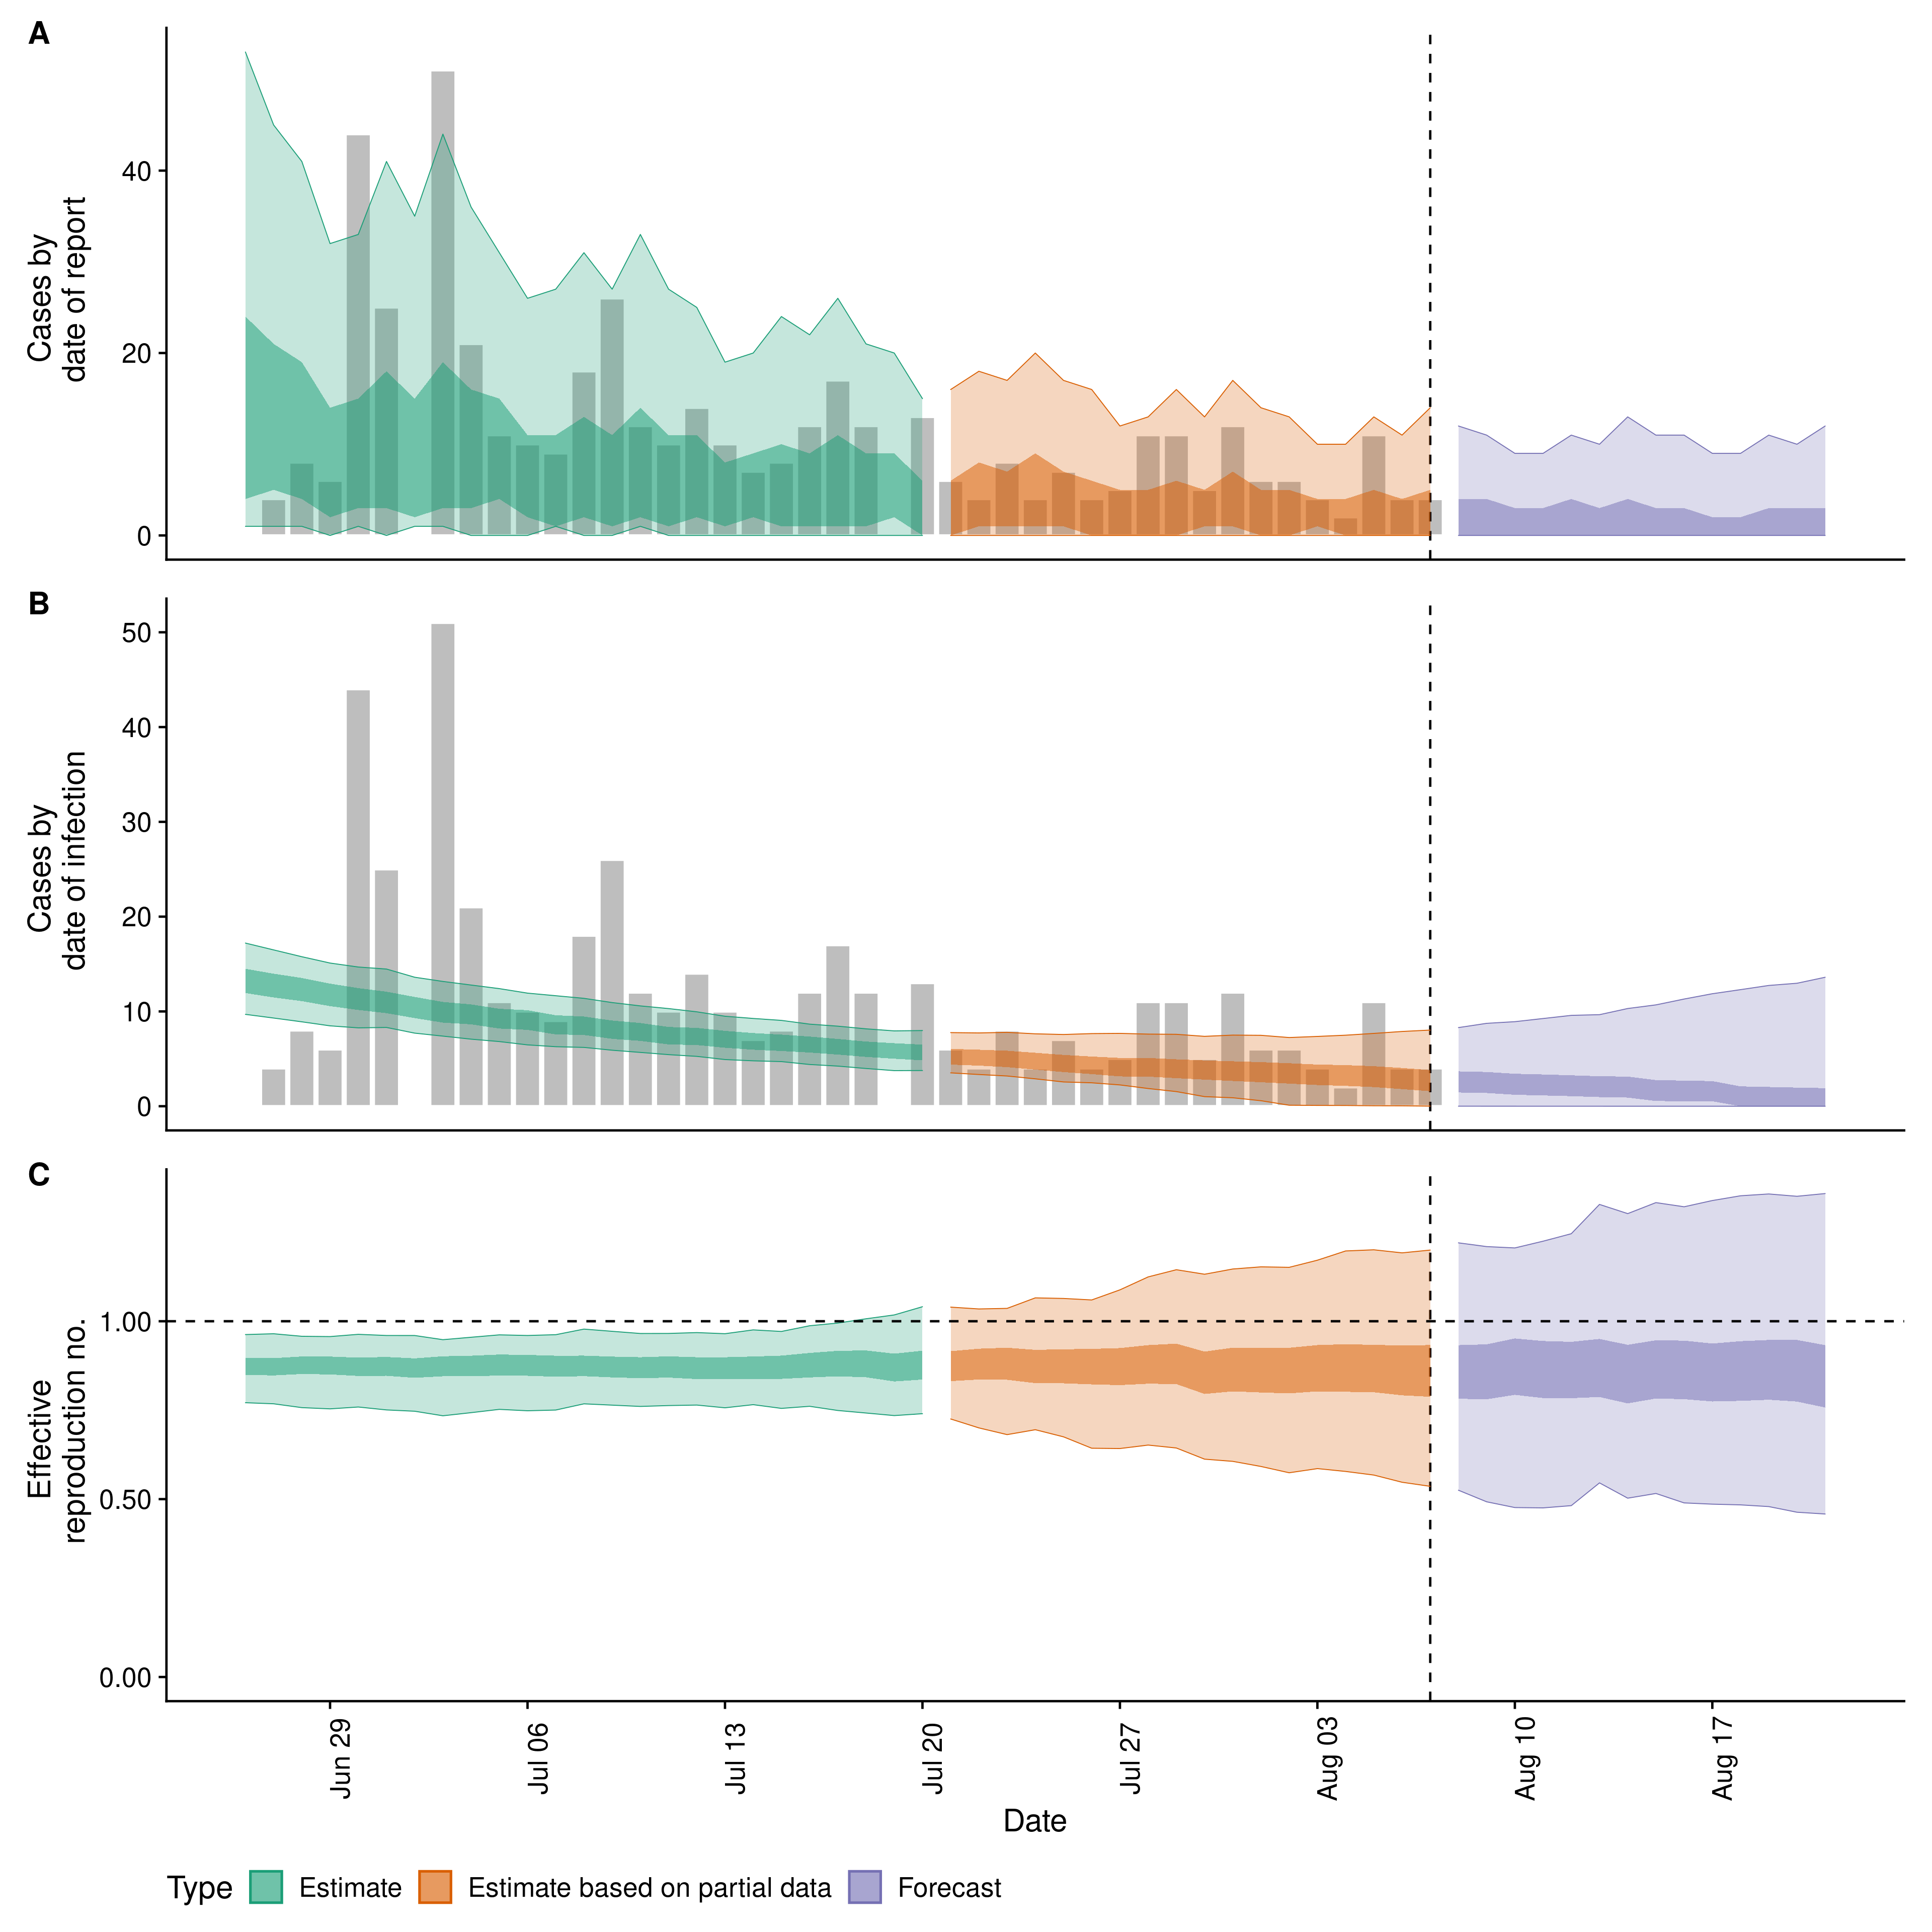 A
Cases by
date of report
40
20
0
B
Cases by
date of infection
50
40
30
20
10
0
C
Effective
reproduction no.
1.00
0.50
0.00
Jun 29
Jul 06
Jul 13
Jul 20
Jul 27
Aug 03
Aug 10
Aug 17
Date
Type Estimate Estimate based on partial data Forecast